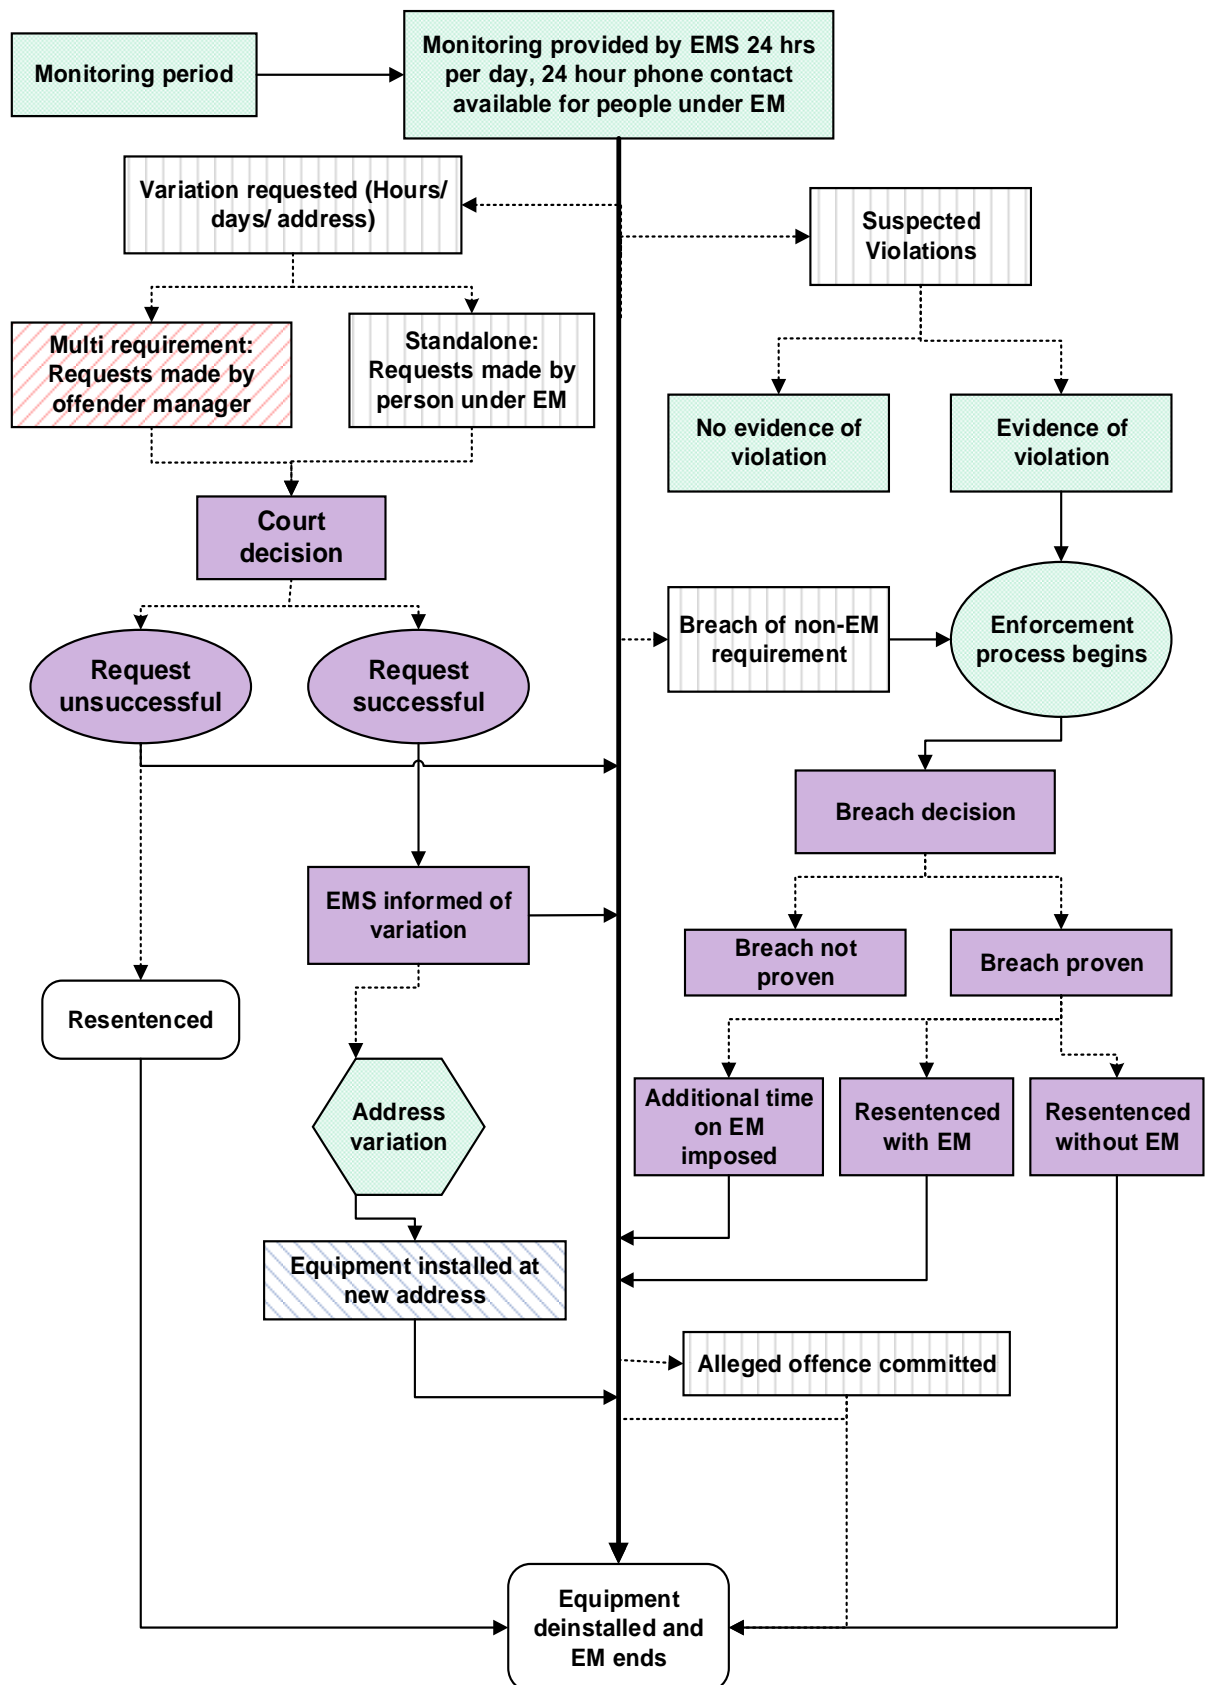 Monitoring period
Monitoring provided by EMS 24 hrs
per day, 24 hour phone contact
available for people under EM
Variation requested (Hours/
days/ address)
Suspected
Violations
Multi requirement:
Requests made by
offender manager
Standalone:
Requests made by
person under EM
No evidence of
violation
Evidence of
violation
Court
decision
Breach of non-EM
requirement
Enforcement
process begins
Request
unsuccessful
Request
successful
Breach decision
EMS informed of
variation
Breach not
proven
Breach proven
Resentenced
Address
variation
Additional time
on EM
imposed
Resentenced
with EM
Resentenced
without EM
Equipment installed at
new address
Alleged offence committed
Equipment
deinstalled and
EM ends